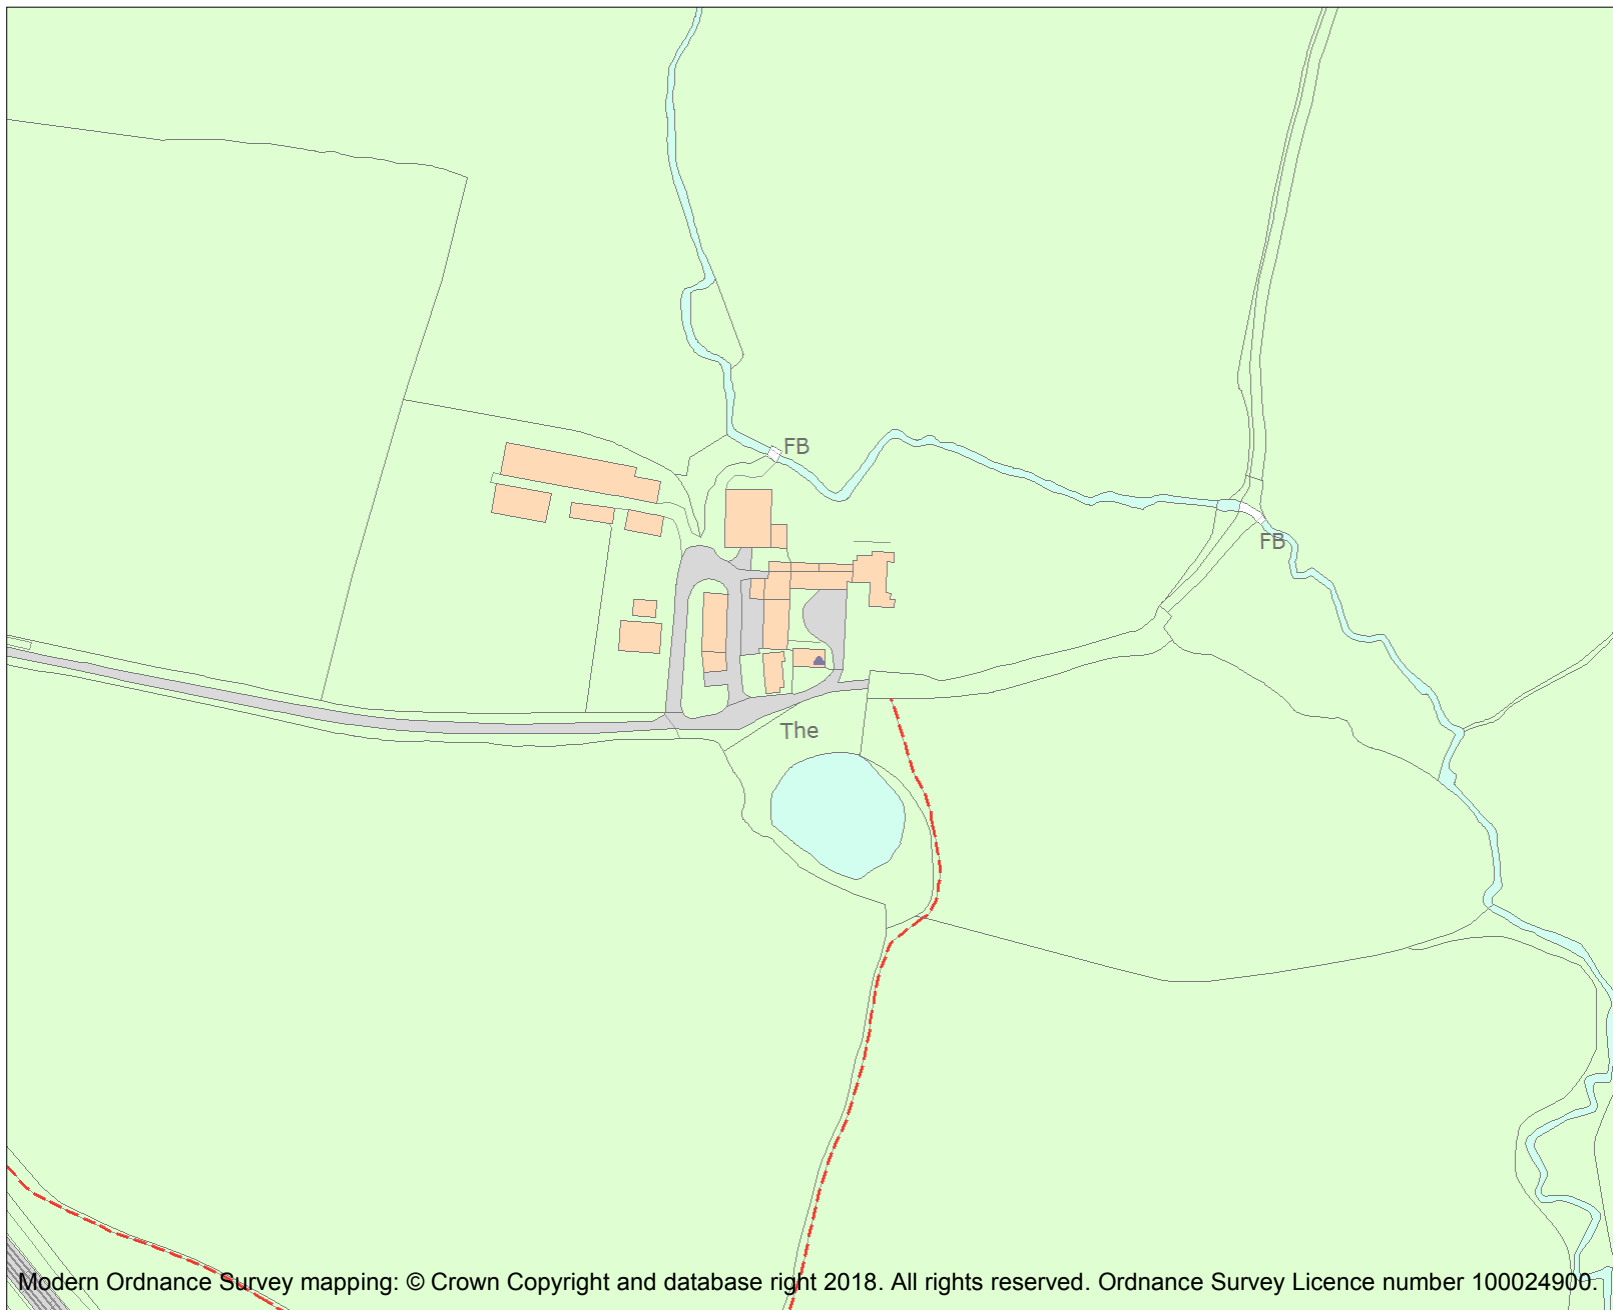 FB
FB
The
Modern Ordnance Survey mapping: © Crown Copyright and database right 2018. All rights reserved. Ordnance Survey Licence number 100024900.